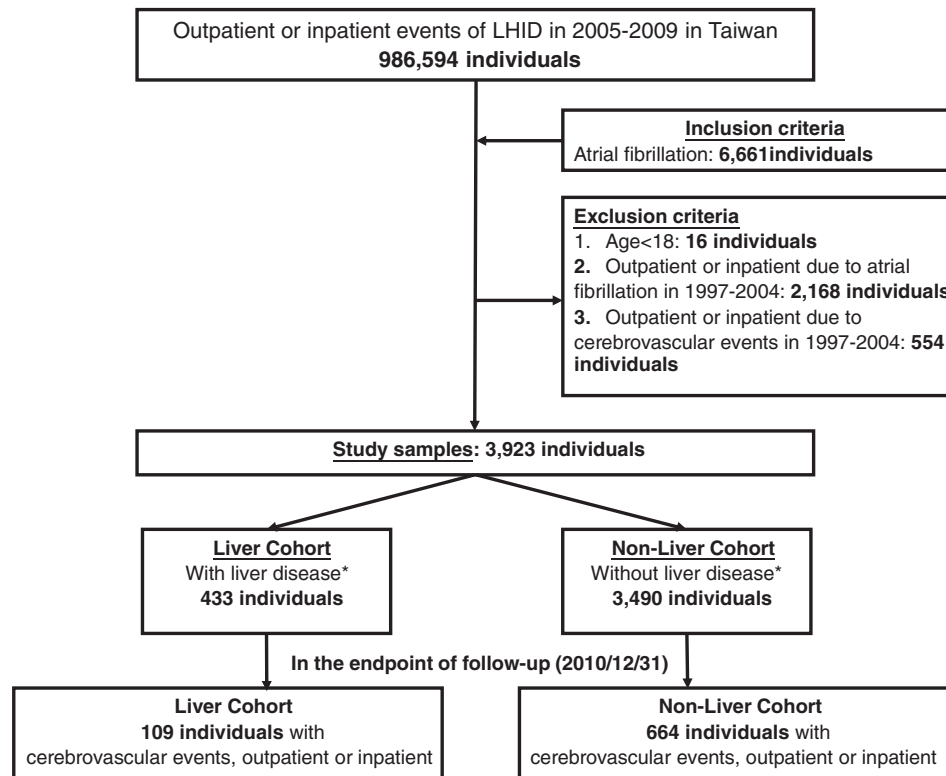 Outpatient or inpatient events of LHID in 2005-2009 in Taiwan
986,594 individuals
Inclusion criteria
Atrial fibrillation: 6,661individuals
Exclusion criteria
1. Age<18: 16 individuals
2. Outpatient or inpatient due to atrial
fibrillation in 1997-2004: 2,168 individuals
3. Outpatient or inpatient due to
cerebrovascular events in 1997-2004: 554
individuals
Study samples: 3,923 individuals
Liver Cohort
With liver disease*
433 individuals
Non-Liver Cohort
Without liver disease*
3,490 individuals
In the endpoint of follow-up (2010/12/31)
Liver Cohort
109 individuals with
cerebrovascular events, outpatient or inpatient
Non-Liver Cohort
664 individuals with
cerebrovascular events, outpatient or inpatient